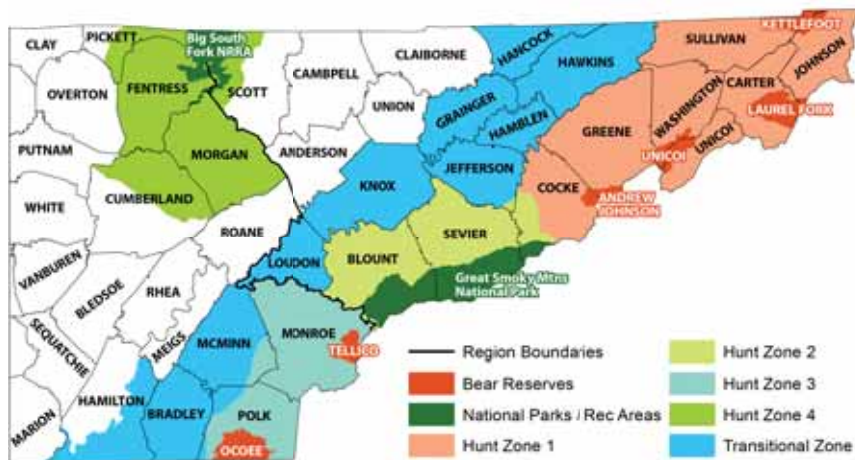 CLAY
PICKETT
Big South
Fork NRRA
OVERTON
FENTRESS
SCOTT
CAMPBELL
CLAIBORNE
HANCOCK
HAWKINS
SULLIVAN
KETTLEFOOT
JOHNSON
CARTER
LAUREL FORK
UNION
GRAINGER
HAMBLEN
GREENE
WASHINGTON
UNICOI
UNICOI
PUTNAM
MORGAN
ANDERSON
JEFFERSON
KNOX
COCKE
ANDREW
JOHNSON
CUMBERLAND
WHITE
ROANE
SEVIER
BLOUNT
LOUDON
Great Smoky Mtns
National Park
VANBUREN
BLEDSOE
RHEA
SEQUATCHIE
MEIGS
MCMINN
MONROE
TELLICO
HAMILTON
MARION
BRADLEY
POLK
OCOEE
Region Boundaries
Bear Reserves
National Parks / Rec Areas
Hunt Zone 1
Hunt Zone 2
Hunt Zone 3
Hunt Zone 4
Transitional Zone